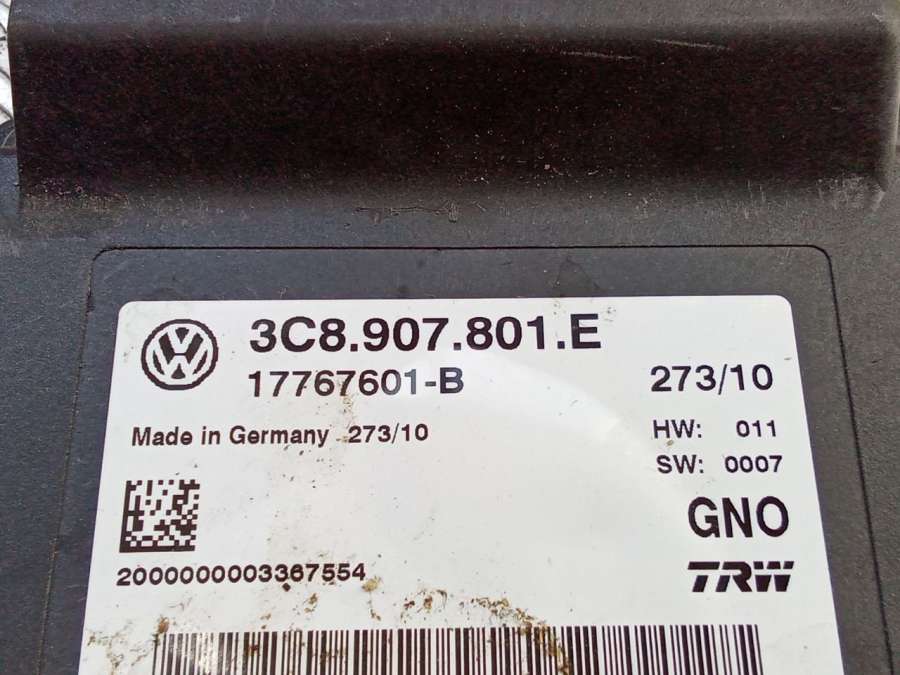 3C8.907.801.E
17767601-B
273/10
Made in Germany 273/10
HW: 011
SW: 0007
GNO
2000000003367554
TRW